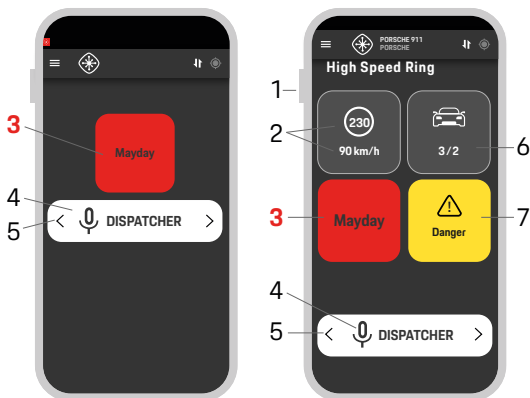 3
Mayday
4
DISPATCHER
5
PORSCHE 911
PORSCHE
High Speed Ring
1
230
2
90 km/h
3 / 2
6
3
Mayday
Danger
7
4
DISPATCHER
5